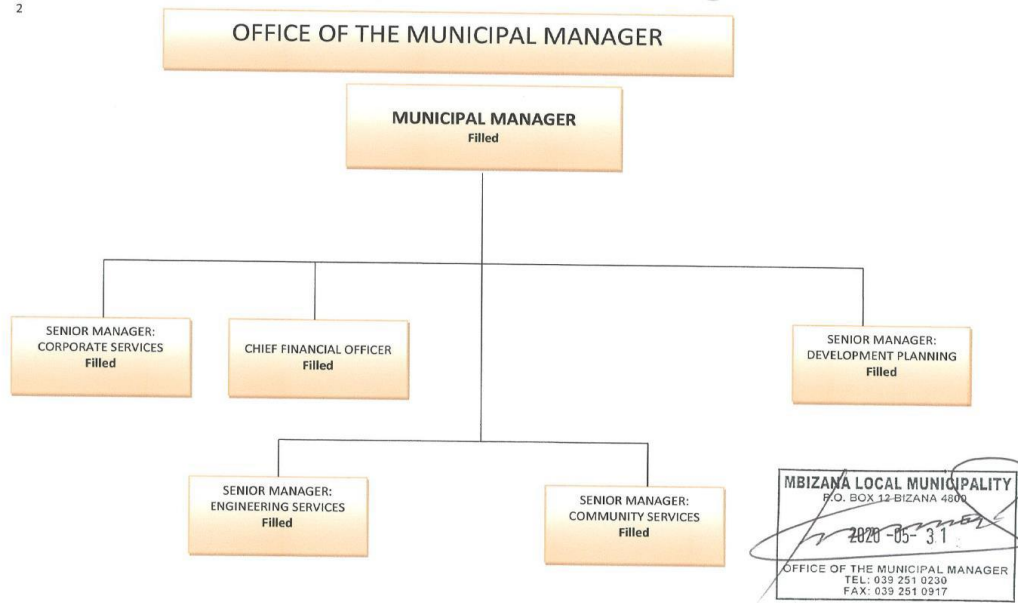 2
OFFICE OF THE MUNICIPAL MANAGER
MUNICIPAL MANAGER
Filled
SENIOR MANAGER:
CORPORATE SERVICES
Filled
CHIEF FINANCIAL OFFICER
Filled
SENIOR MANAGER:
DEVELOPMENT PLANNING
Filled
SENIOR MANAGER:
ENGINEERING SERVICES
Filled
SENIOR MANAGER:
COMMUNITY SERVICES
Filled
MBIZANA LOCAL MUNICIPALITY
P.O. BOX 12 BIZANA 4800
2020 -05- 31
OFFICE OF THE MUNICIPAL MANAGER
TEL: 039 251 0230
FAX: 039 251 0917